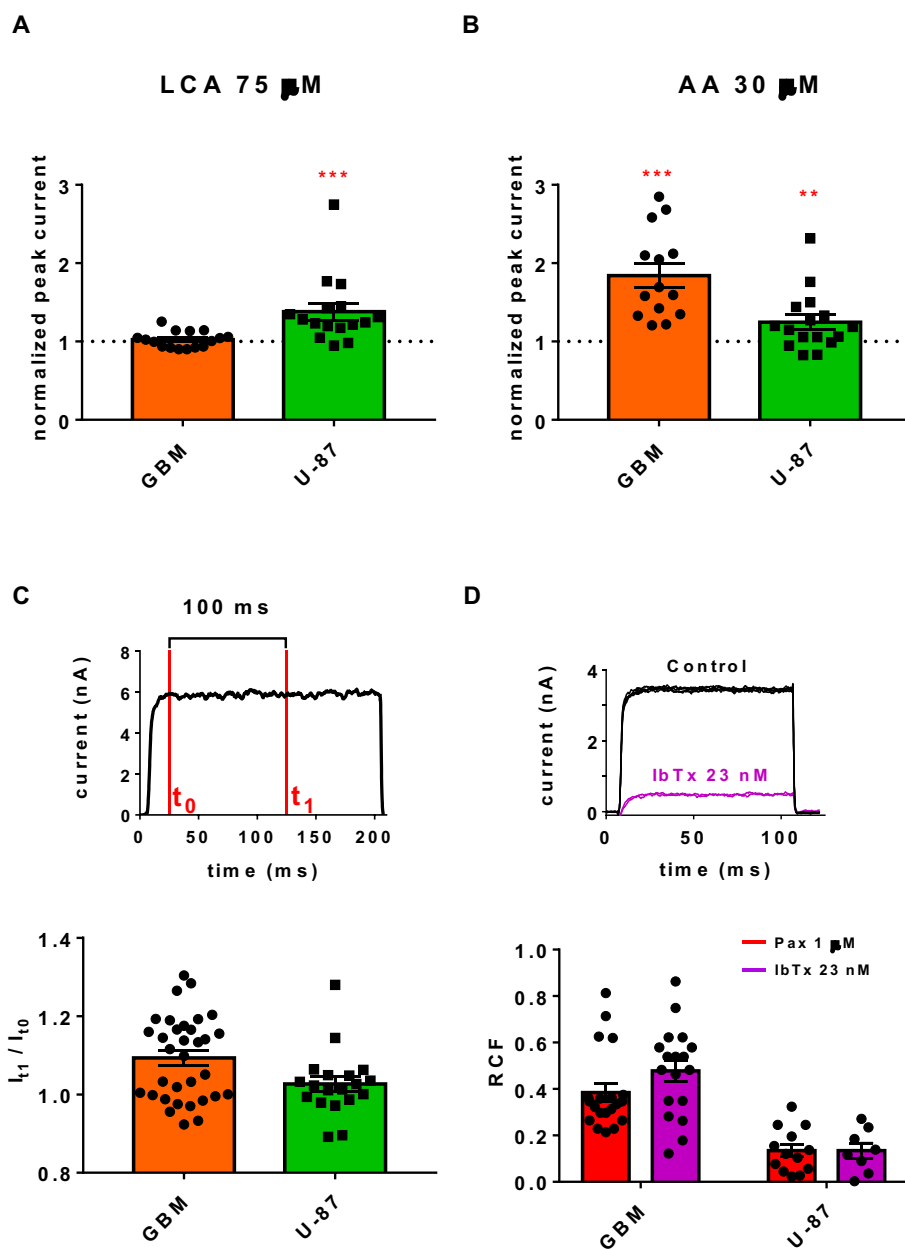 A
B
LCA 75 μM
AA 30 μM
normalized peak current
3
2
1
0
***
GBM
U-87
normalized peak current
3
2
1
0
***
**
GBM
U-87
C
D
100 ms
current (nA)
8
6
4
2
0
t0
t1
0 50 100 150 200
time (ms)
current (nA)
4
2
0
Control
IbTx 23 nM
0 50 100
time (ms)
It1 / It0
1.4
1.2
1.0
0.8
GBM
U-87
RCF
1.0
0.8
0.6
0.4
0.2
0.0
Pax 1 μM
IbTx 23 nM
GBM
U-87